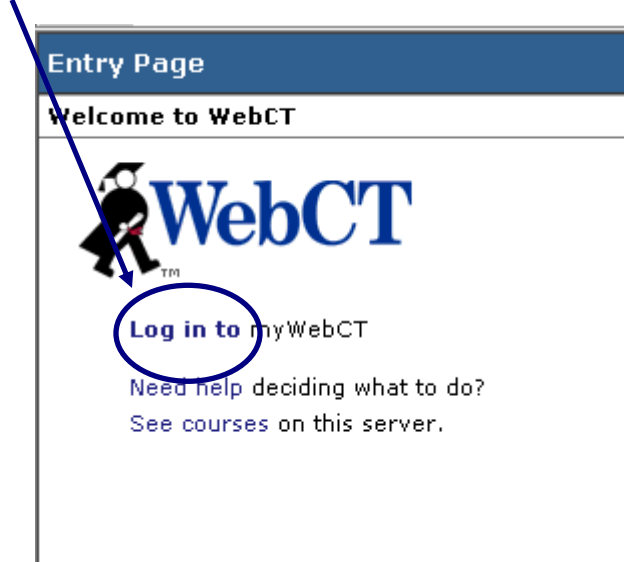 Entry Page
Welcome to WebCT
WebCT
TM
Log in to myWebCT
Need help deciding what to do?
See courses on this server.